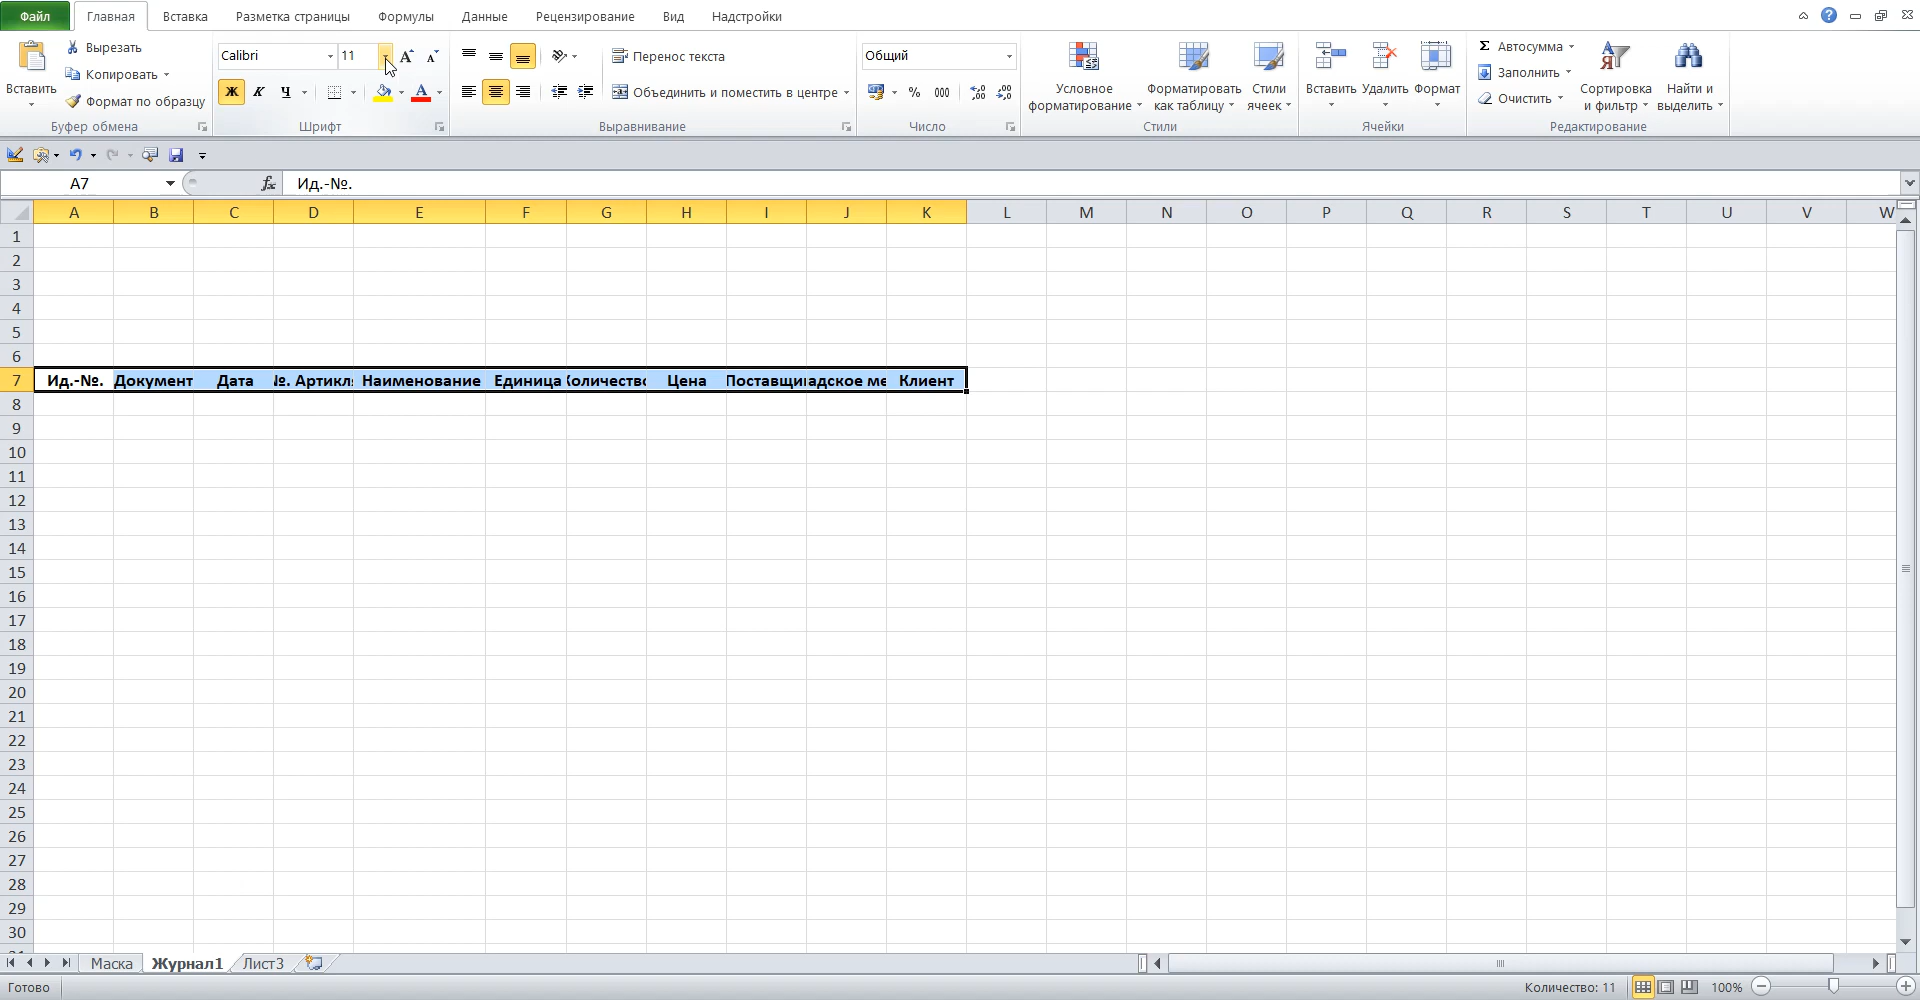 Файл Главная Вставка Разметка страницы Формулы Данные Рецензирование Вид Надстройки
Вставить
Вырезать
Копировать
Формат по образцу
Буфер обмена
Calibri 11
Ж К Ч А
Шрифт
Перенос текста
Объединить и поместить в центре
Выравнивание
Общий
% 000
Число
Условное форматирование
Форматировать как таблицу
Стили ячеек
Стили
Вставить Удалить Формат
Ячейки
Σ Автосумма
Заполнить
Очистить
Сортировка и фильтр
Найти и выделить
Редактирование
A7 fx Ид.-№.
A B C D E F G H I J K L M N O P Q R S T U V W
1
2
3
4
5
6
7 Ид.-№. Документ Дата №. Артикля Наименование Единица Количество Цена Поставщи адское ме Клиент
8
9
10
11
12
13
14
15
16
17
18
19
20
21
22
23
24
25
26
27
28
29
30
Маска Журнал1 Лист3
Готово Количество: 11 100%